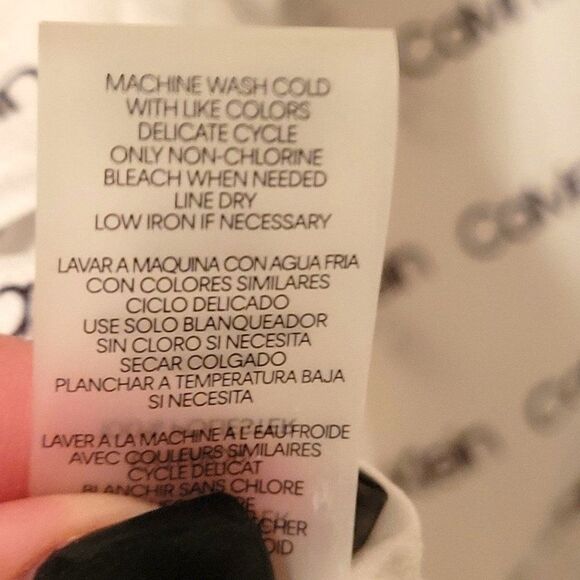 MACHINE WASH COLD
WITH LIKE COLORS
DELICATE CYCLE
ONLY NON-CHLORINE
BLEACH WHEN NEEDED
LINE DRY
LOW IRON IF NECESSARY
LAVAR A MAQUINA CON AGUA FRIA
CON COLORES SIMILARES
CICLO DELICADO
USE SOLO BLANQUEADOR
SIN CLORO SI NECESITA
SECAR COLGADO
PLANCHAR A TEMPERATURA BAJA
SI NECESITA
LAVER A LA MACHINE A L'EAU FROIDE
AVEC COULEURS SIMILAIRES
CYCLE DELICAT
BLANCHIR SANS CHLORE